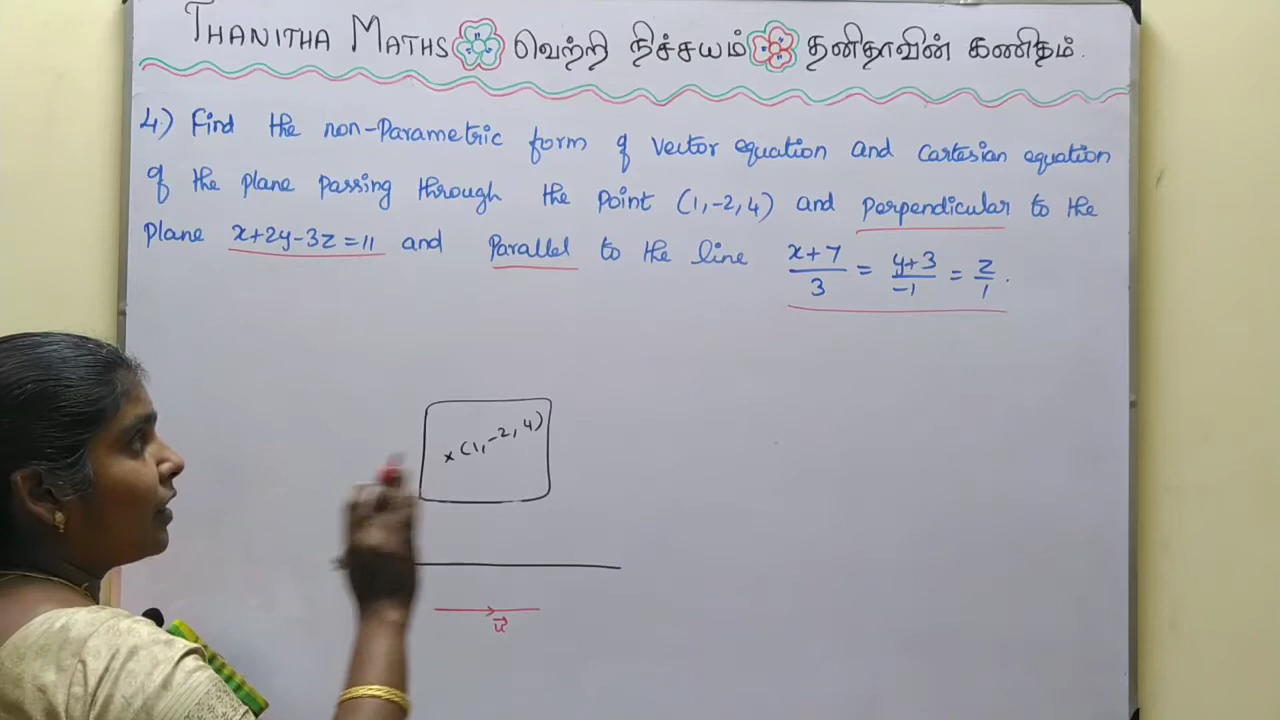 THANITHA MATHS வெற்றி நிச்சயம் தனிதாவின் கணிதம்.
4.) Find the non-Parametric form of vector equation and cartesian equation
of the plane passing through the point (1,-2,4) and perpendicular to the
plane x+2y-3z=11 and parallel to the line x+7/3 = y+3/-1 = z/1.
x(1,-2,4)
u⃗